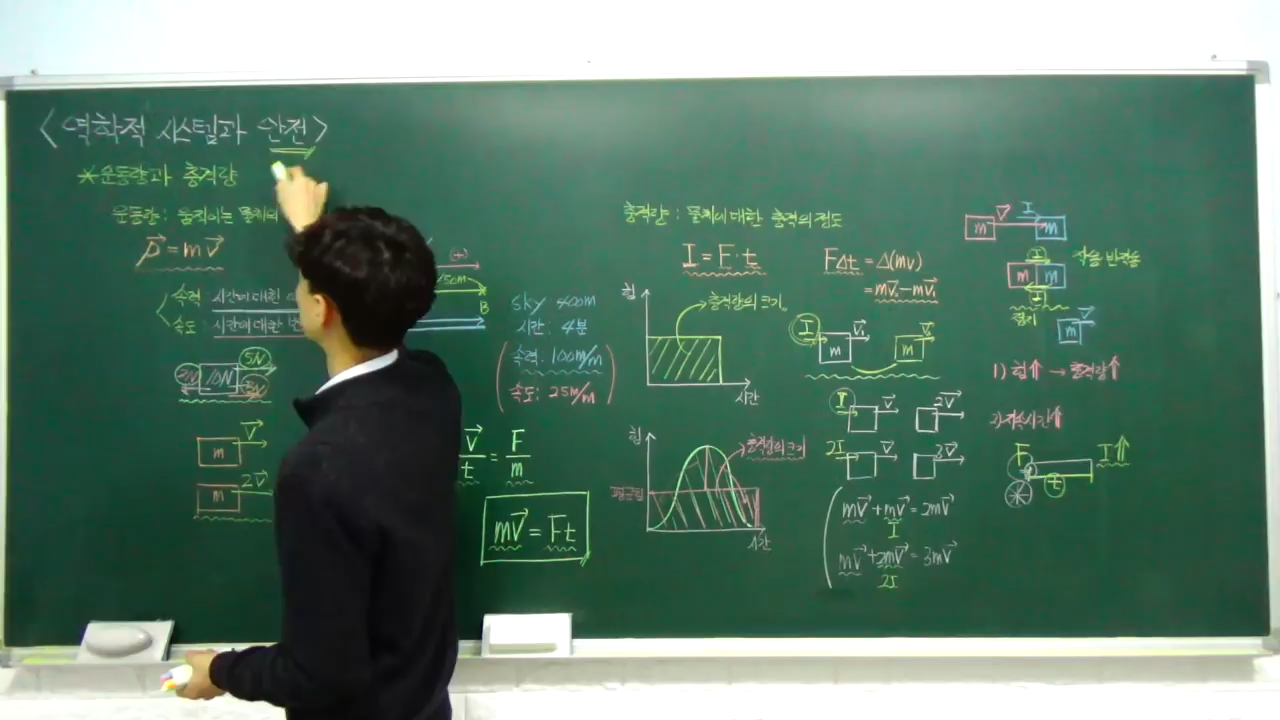 <역학적 시스템과 안전>
*운동량과 충격량
운동량 : 움직이는 물체의
p = mv
속력 : 시간에 대한
속도 : 시간에 대한
5N
10N
m v
m 2v
(+)
50m
B
sky 400m
시간 : 4분
속력 : 100m/m
속도 : 25m/m
v/t = F/m
mv = Ft
충격량 : 물체에 대한 충격의 정도
I = F · t
F△t = △(mv)
= mv₂ - mv₁
힘
충격량의 크기
시간
힘
충격량의 크기
평균힘
시간
I m v₁ m v₂
I v 2v
2I v 3v
mv + mv = 2mv
I
mv + 2mv = 3mv
2I
m v I m
I
m m 작용 반작용
I
정지
m v
1) 힘↑ → 충격량↑
2) 지속시간↑
F t I↑